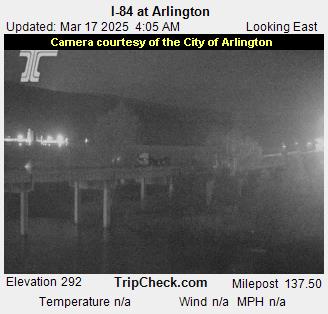 I-84 at Arlington
Updated: Mar 17 2025 4:05 AM Looking East
Camera courtesy of the City of Arlington
Elevation 292 TripCheck.com Milepost 137.50
Temperature n/a Wind n/a MPH n/a